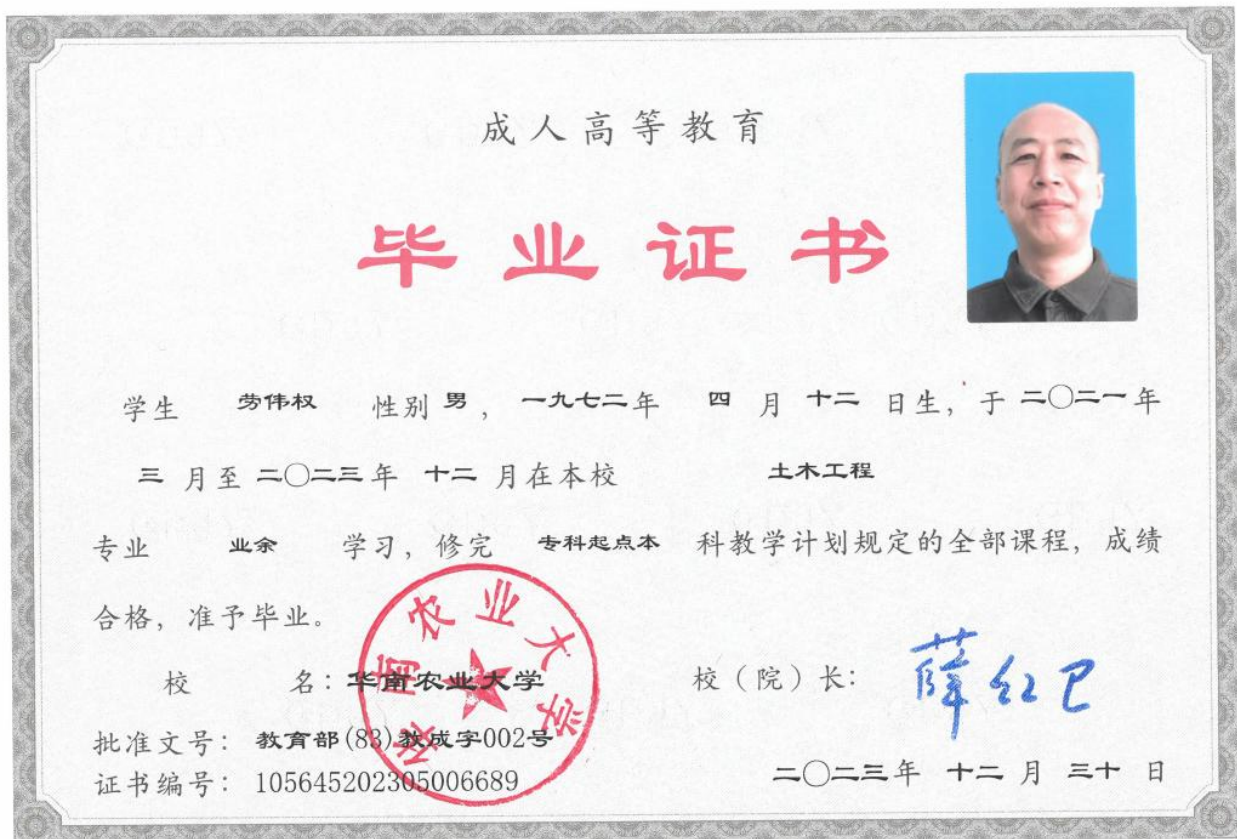 成人高等教育
毕业证书
学生 劳伟权 性别 男, 一九七二年 四 月 十二 日生, 于 二〇二一年
三 月至 二〇二三年 十二 月在本校 土木工程
专业 业余 学习, 修完 专科起点本 科教学计划规定的全部课程, 成绩
合格, 准予毕业。
华南农业大学
校 名: 华南农业大学 校（院）长: 薛红卫
批准文号: 教育部(83)教成字002号
证书编号: 105645202305006689 二〇二三年 十二 月 三十 日